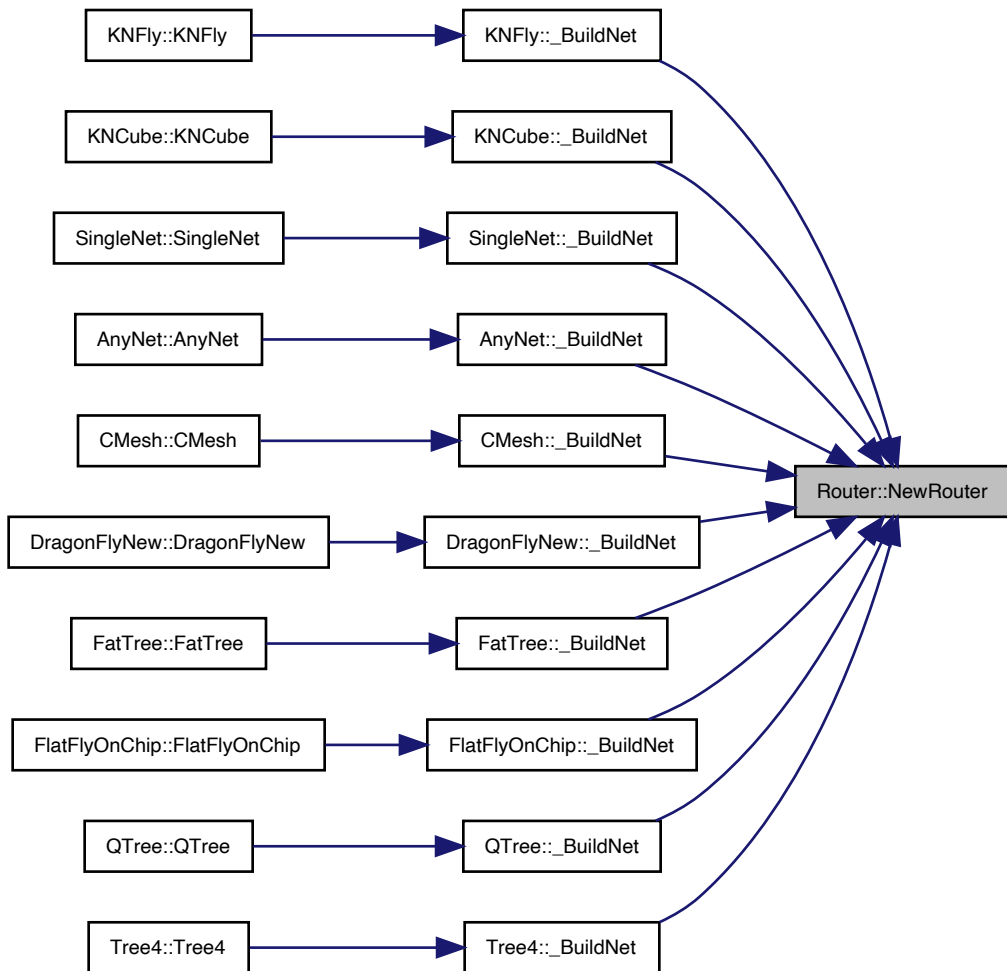 KNFly::KNFly
KNFly::_BuildNet
KNCube::KNCube
KNCube::_BuildNet
SingleNet::SingleNet
SingleNet::_BuildNet
AnyNet::AnyNet
AnyNet::_BuildNet
CMesh::CMesh
CMesh::_BuildNet
Router::NewRouter
DragonFlyNew::DragonFlyNew
DragonFlyNew::_BuildNet
FatTree::FatTree
FatTree::_BuildNet
FlatFlyOnChip::FlatFlyOnChip
FlatFlyOnChip::_BuildNet
QTree::QTree
QTree::_BuildNet
Tree4::Tree4
Tree4::_BuildNet